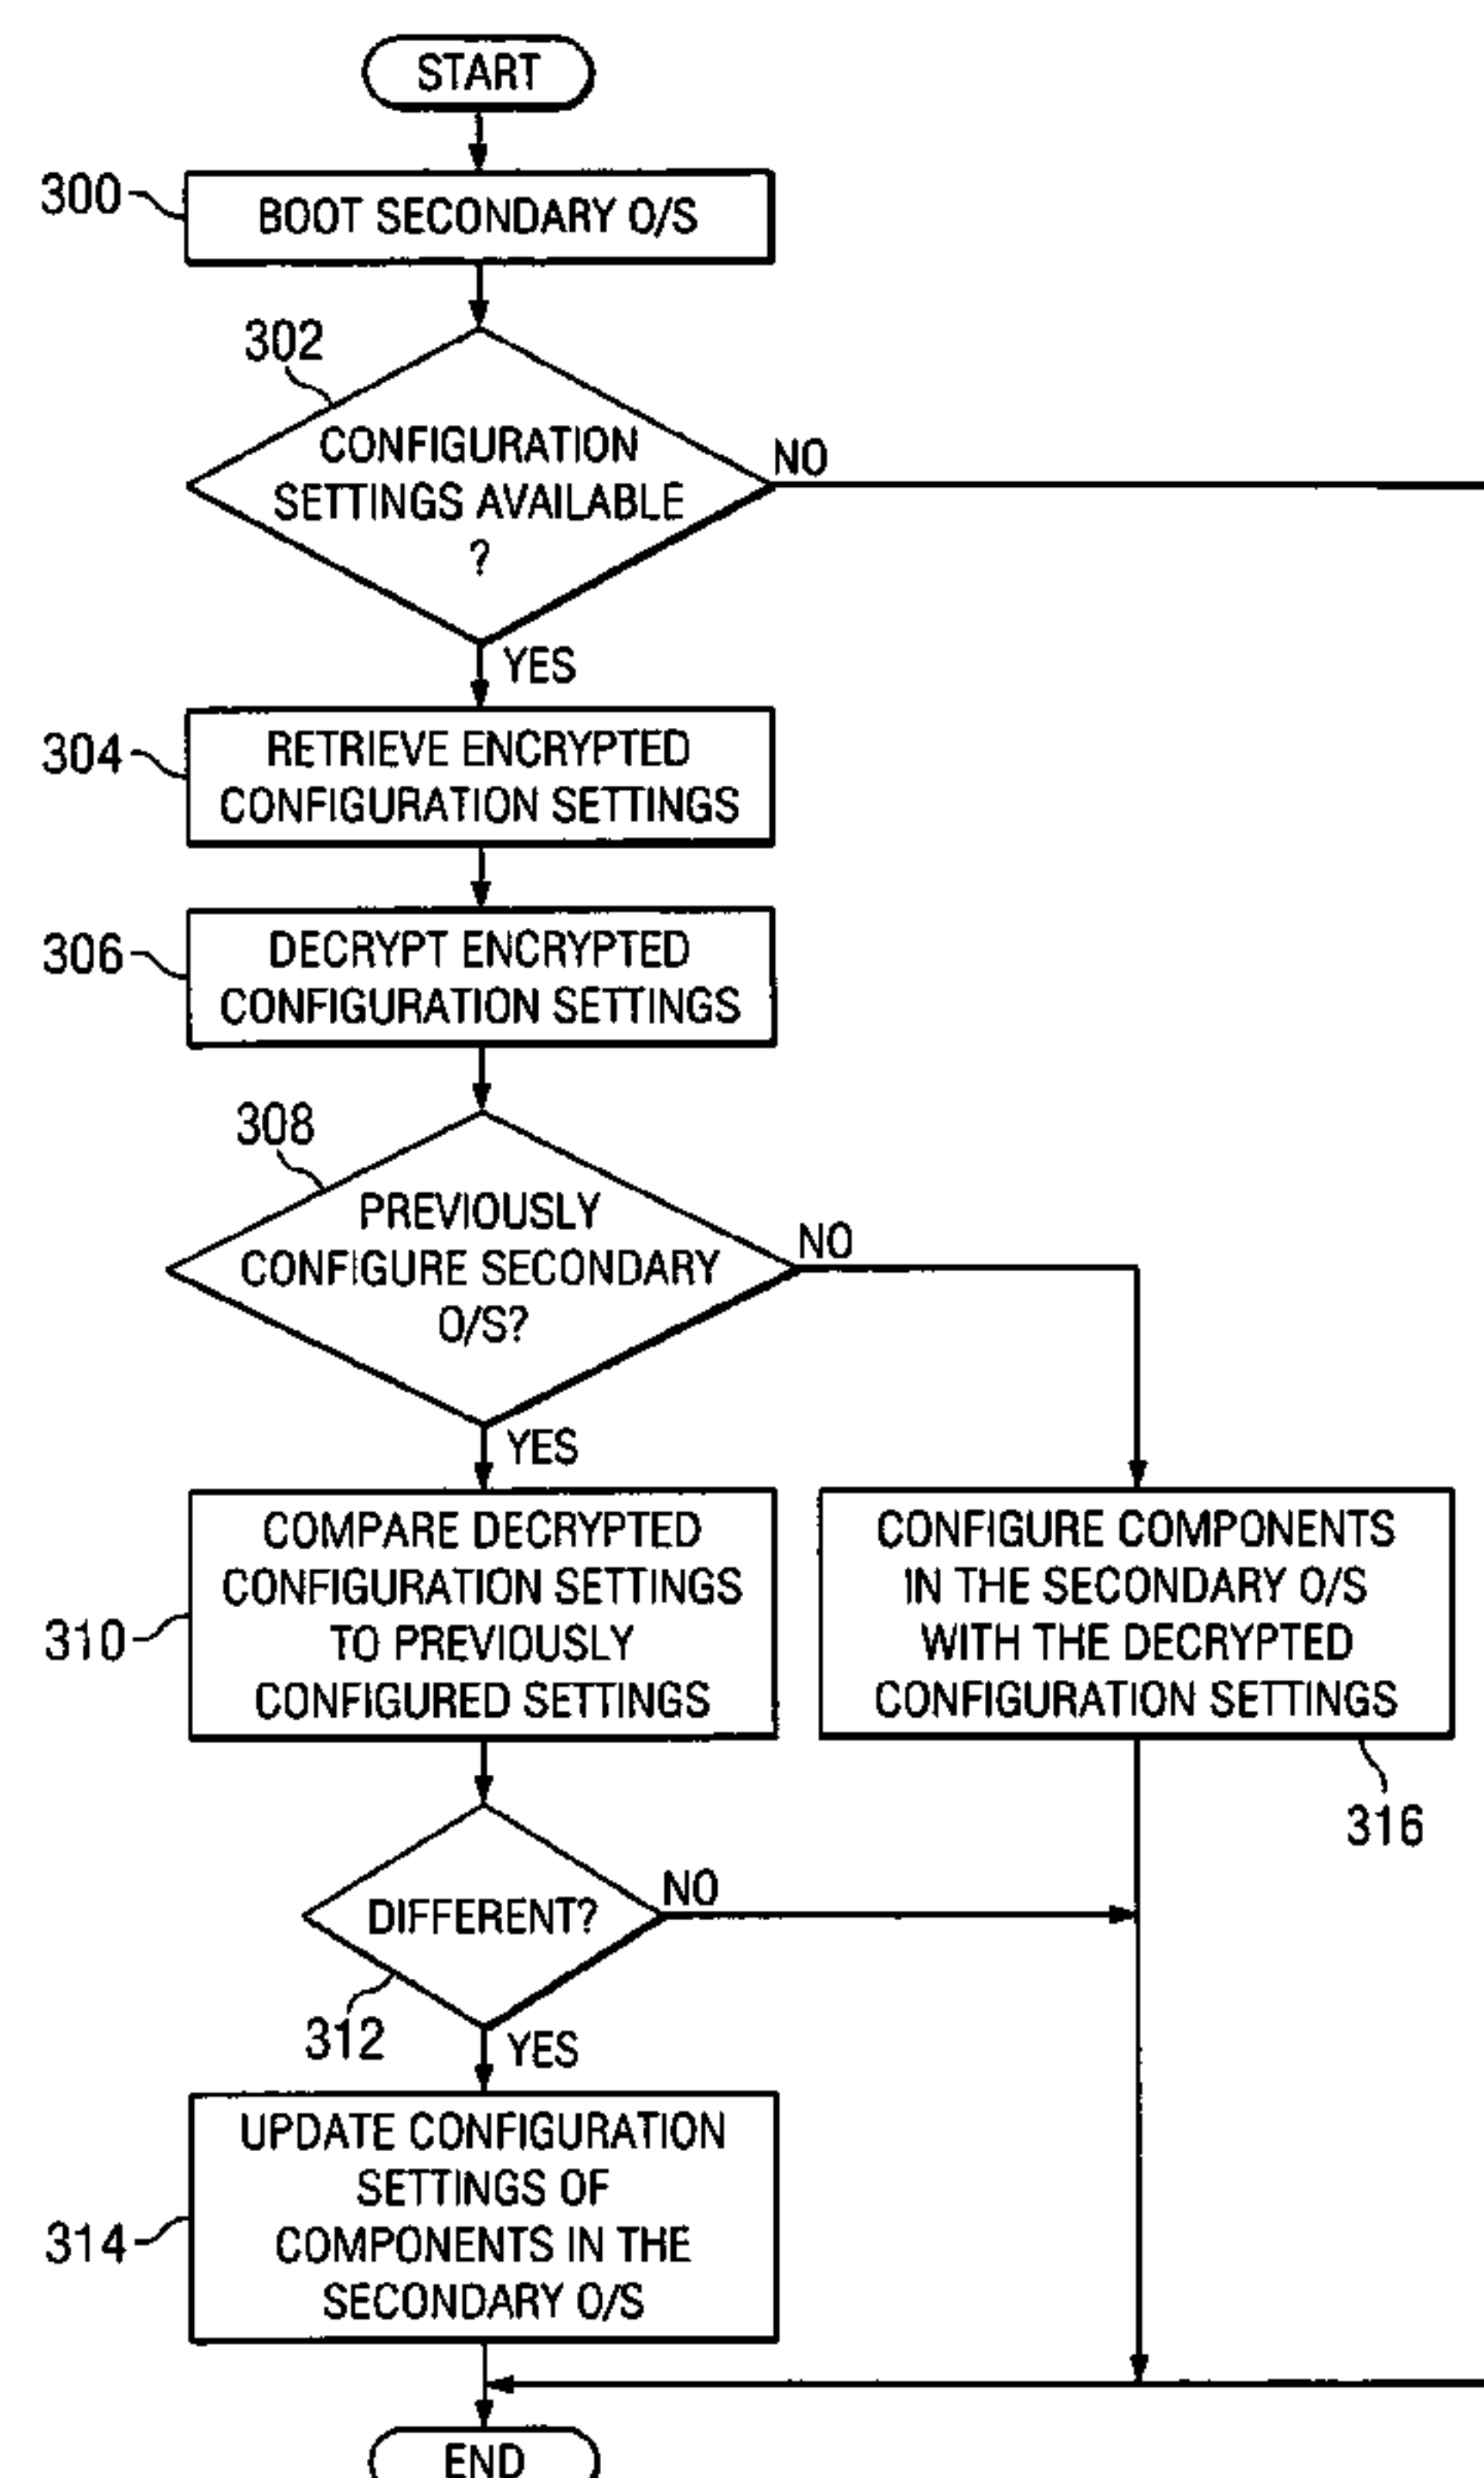 START
300
BOOT SECONDARY O/S
302
CONFIGURATION
SETTINGS AVAILABLE
?
NO
YES
304
RETRIEVE ENCRYPTED
CONFIGURATION SETTINGS
306
DECRYPT ENCRYPTED
CONFIGURATION SETTINGS
308
PREVIOUSLY
CONFIGURE SECONDARY
O/S?
NO
YES
310
COMPARE DECRYPTED
CONFIGURATION SETTINGS
TO PREVIOUSLY
CONFIGURED SETTINGS
CONFIGURE COMPONENTS
IN THE SECONDARY O/S
WITH THE DECRYPTED
CONFIGURATION SETTINGS
316
DIFFERENT?
NO
312
YES
314
UPDATE CONFIGURATION
SETTINGS OF
COMPONENTS IN THE
SECONDARY O/S
END